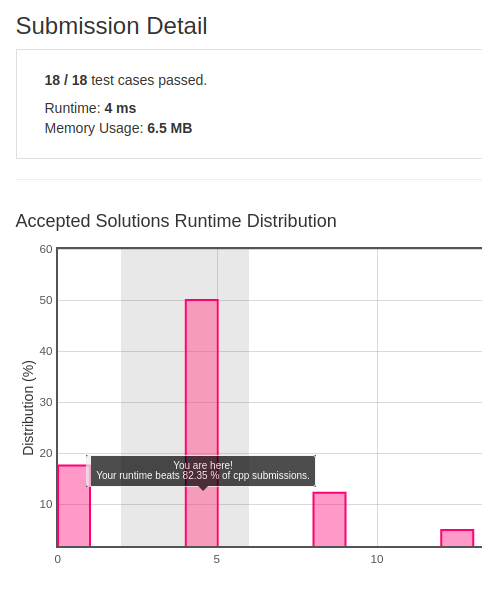 Submission Detail
18 / 18 test cases passed.
Runtime: 4 ms
Memory Usage: 6.5 MB
Accepted Solutions Runtime Distribution
60
50
40
30
20
10
Distribution (%)
You are here!
Your runtime beats 82.35 % of cpp submissions.
0
5
10